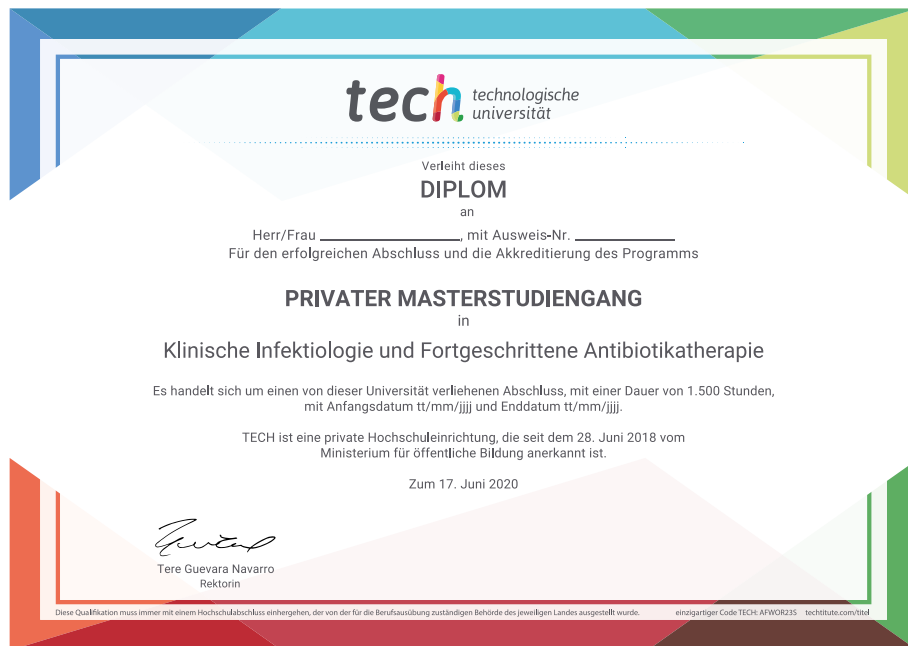 tech technologische
universität
Verleiht dieses
DIPLOM
an
Herr/Frau ____________________, mit Ausweis-Nr. ______________
Für den erfolgreichen Abschluss und die Akkreditierung des Programms
PRIVATER MASTERSTUDIENGANG
in
Klinische Infektiologie und Fortgeschrittene Antibiotikatherapie
Es handelt sich um einen von dieser Universität verliehenen Abschluss, mit einer Dauer von 1.500 Stunden,
mit Anfangsdatum tt/mm/jjjj und Enddatum tt/mm/jjjj.
TECH ist eine private Hochschuleinrichtung, die seit dem 28. Juni 2018 vom
Ministerium für öffentliche Bildung anerkannt ist.
Zum 17. Juni 2020
Tere Guevara Navarro
Rektorin
Diese Qualifikation muss immer mit einem Hochschulabschluss einhergehen, der von der für die Berufsausübung zuständigen Behörde des jeweiligen Landes ausgestellt wurde. einzigartiger Code TECH: AFWOR23S techtitute.com/titel